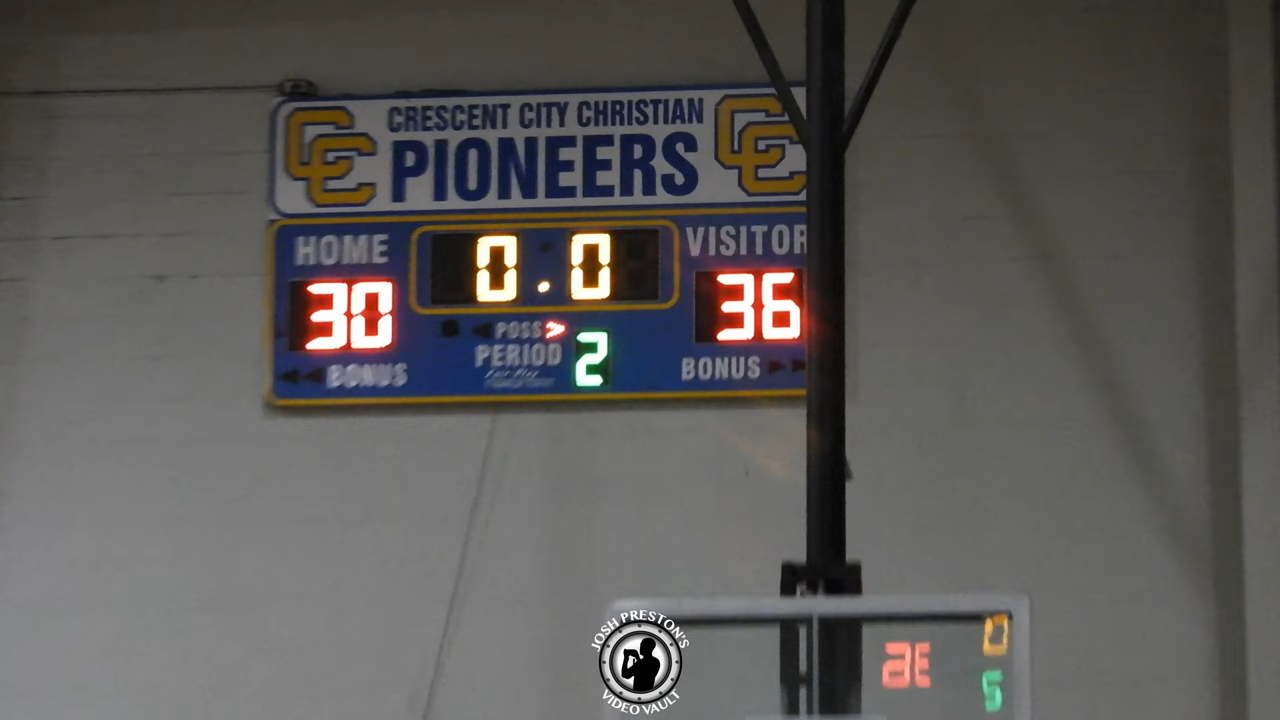 CC CRESCENT CITY CHRISTIAN CC
PIONEERS
HOME 0.0 VISITOR
30 36
POSS
PERIOD 2
BONUS BONUS
JOSH PRESTON'S
VIDEO VAULT